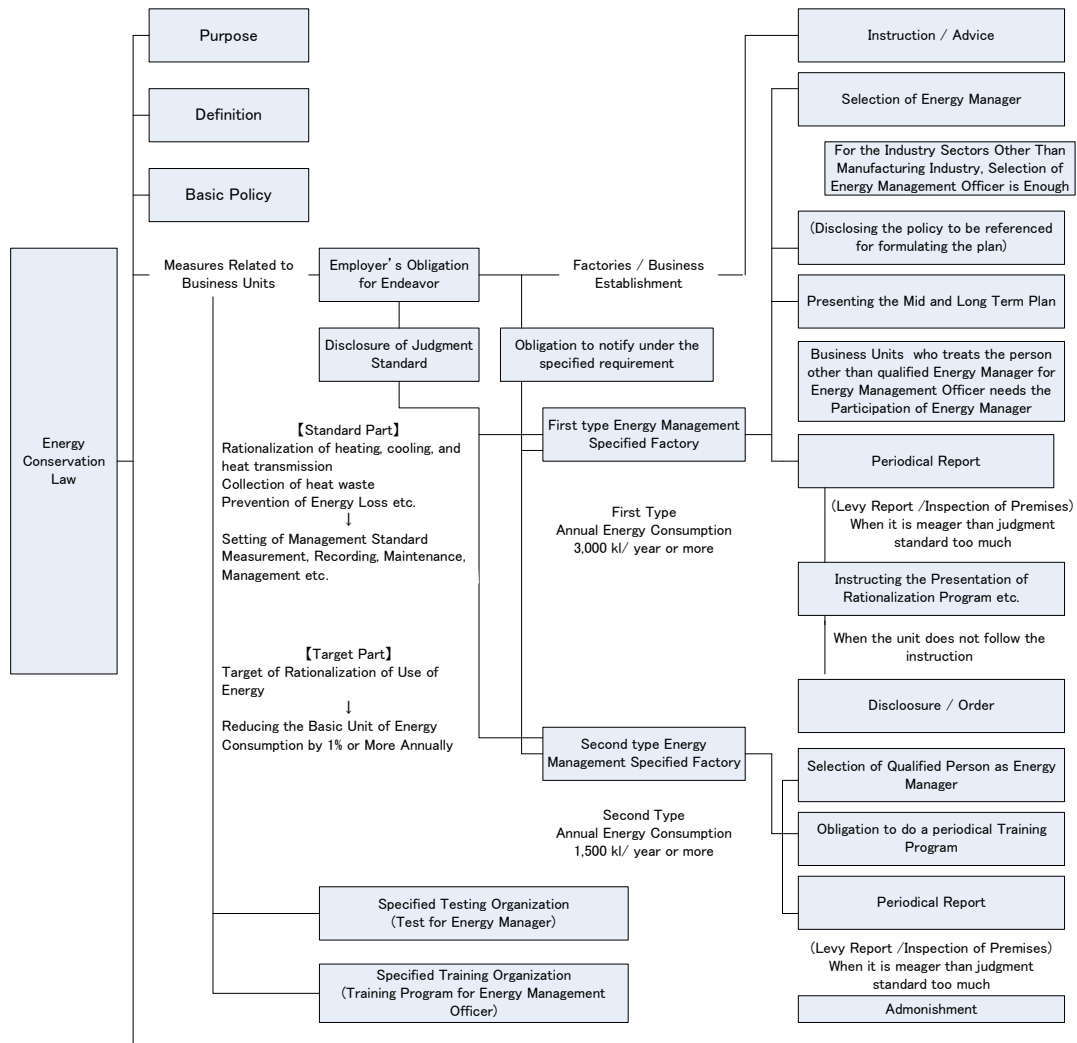 Purpose
Definition
Basic Policy
Energy
Conservation
Law
Measures Related to
Business Units
Employer's Obligation
for Endeavor
Factories / Business
Establishment
Disclosure of Judgment
Standard
Obligation to notify under the
specified requirement
【Standard Part】
Rationalization of heating, cooling, and
heat transmission
Collection of heat waste
Prevention of Energy Loss etc.
↓
Setting of Management Standard
Measurement, Recording, Maintenance,
Management etc.
【Target Part】
Target of Rationalization of Use of
Energy
↓
Reducing the Basic Unit of Energy
Consumption by 1% or More Annually
First type Energy Management
Specified Factory
First Type
Annual Energy Consumption
3,000 kl/ year or more
Second type Energy
Management Specified Factory
Second Type
Annual Energy Consumption
1,500 kl/ year or more
Specified Testing Organization
(Test for Energy Manager)
Specified Training Organization
(Training Program for Energy Management
Officer)
Instruction / Advice
Selection of Energy Manager
For the Industry Sectors Other Than
Manufacturing Industry, Selection of
Energy Management Officer is Enough
(Disclosing the policy to be referenced
for formulating the plan)
Presenting the Mid and Long Term Plan
Business Units who treats the person
other than qualified Energy Manager for
Energy Management Officer needs the
Participation of Energy Manager
Periodical Report
(Levy Report /Inspection of Premises)
When it is meager than judgment
standard too much
Instructing the Presentation of
Rationalization Program etc.
When the unit does not follow the
instruction
Discloosure / Order
Selection of Qualified Person as Energy
Manager
Obligation to do a periodical Training
Program
Periodical Report
(Levy Report /Inspection of Premises)
When it is meager than judgment
standard too much
Admonishment